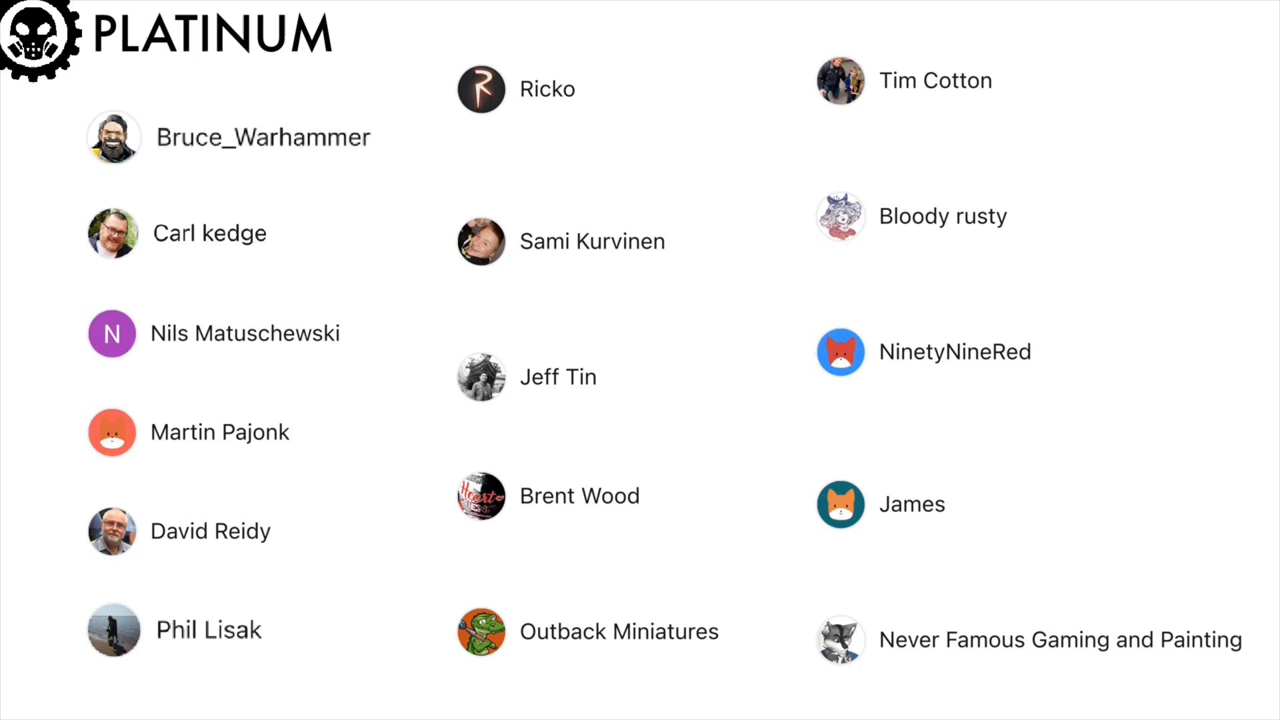 PLATINUM
Bruce_Warhammer
Carl kedge
N
Nils Matuschewski
Martin Pajonk
David Reidy
Phil Lisak
R
Ricko
Sami Kurvinen
Jeff Tin
Heart
Brent Wood
Outback Miniatures
Tim Cotton
Bloody rusty
NinetyNineRed
James
Never Famous Gaming and Painting